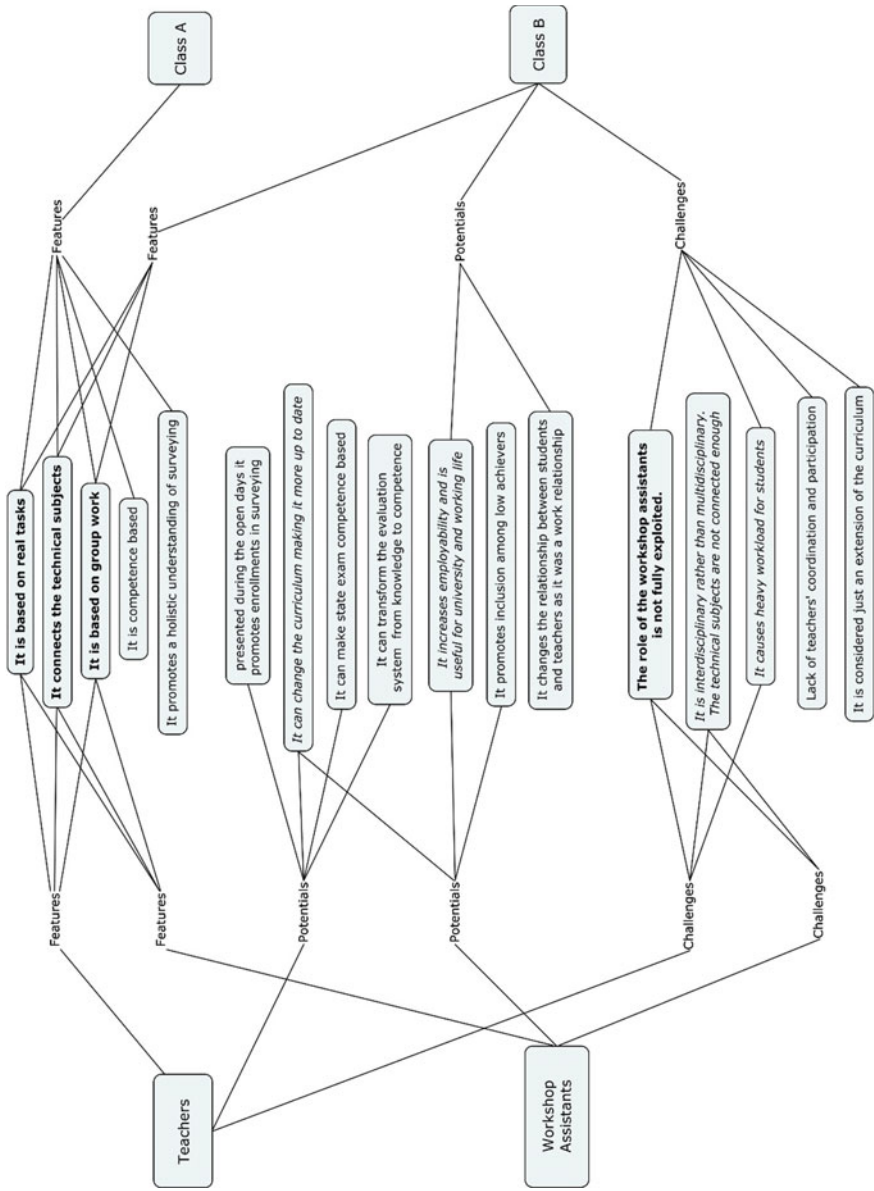 Teachers
Workshop
Assistants
Features
Features
Potentials
Potentials
Challenges
Challenges
It is based on real tasks
It connects the technical subjects
It is based on group work
It is competence based
It promotes a holistic understanding of surveying
presented during the open days it
promotes enrollments in surveying
It can change the curriculum making it more up to date
It can make state exam competence based
It can transform the evaluation
system from knowledge to competence
It increases employability and is
useful for university and working life
It promotes inclusion among low achievers
It changes the relationship between students
and teachers as it was a work relationship
The role of the workshop assistants
is not fully exploited.
It is interdisciplinary rather than multidisciplinary.
The technical subjects are not connected enough
It causes heavy workload for students
Lack of teachers' coordination and participation
It is considered just an extension of the curriculum
Features
Features
Potentials
Challenges
Class A
Class B